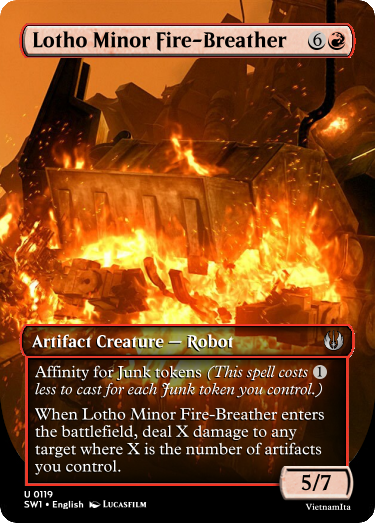 Lotho Minor Fire-Breather 6
Artifact Creature — Robot
Affinity for Junk tokens (This spell costs 1
less to cast for each Junk token you control.)
When Lotho Minor Fire-Breather enters
the battlefield, deal X damage to any
target where X is the number of artifacts
you control.
5/7
U 0119
SW1 • English LUCASFILM
VietnamIta